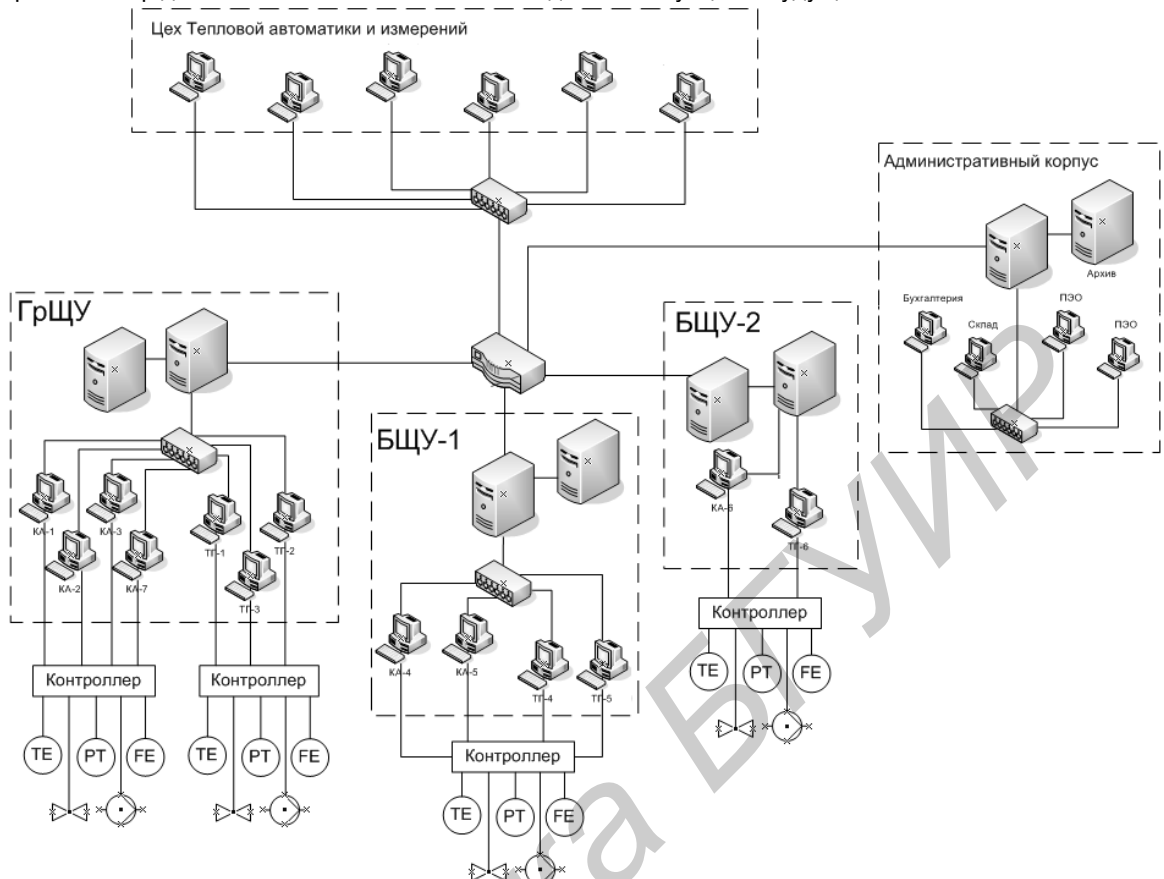 Цех Тепловой автоматики и измерений
Административный корпус
Архив
Бухгалтерия
Склад
ПЭО
ПЭО
ГрЩУ
КА-1
КА-3
КА-2
КА-7
ТГ-1
ТГ-2
ТГ-3
Контроллер
Контроллер
TE
PT
FE
TE
PT
FE
БЩУ-1
КА-4
КА-5
ТГ-4
ТГ-5
Контроллер
TE
PT
FE
БЩУ-2
КА-6
ТГ-6
Контроллер
TE
PT
FE
БГУИР